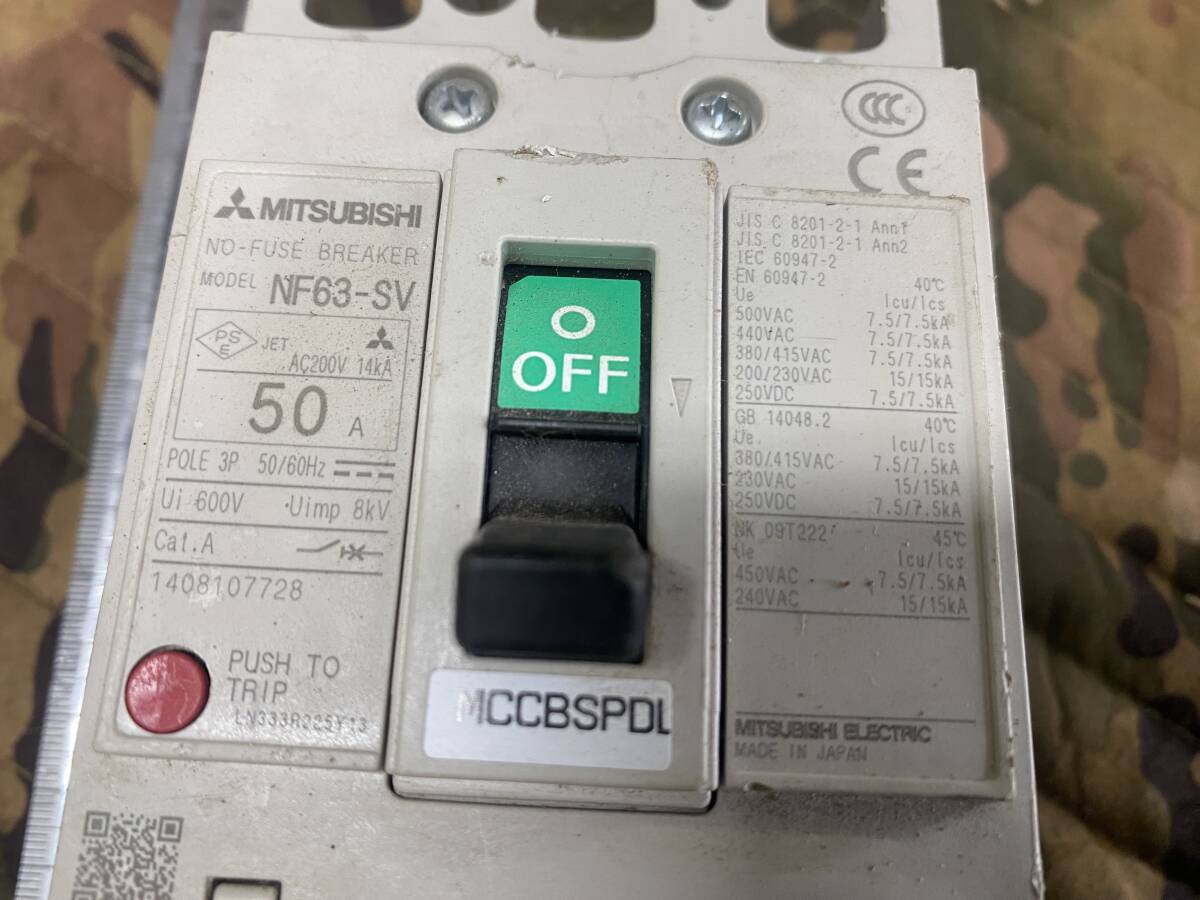 MITSUBISHI
NO-FUSE BREAKER
MODEL NF63-SV
PS E JET
AC200V 14kA
50 A
POLE 3P 50/60Hz
Ui 600V Uimp 8kV
Cat.A
1408107728
PUSH TO
TRIP
LN333R225Y13
O
OFF
MCCBSPDL
CCC
CE
JIS C 8201-2-1 Ann1
JIS C 8201-2-1 Ann2
IEC 60947-2
EN 60947-2 40℃
Ue Icu/Ics
500VAC 7.5/7.5kA
440VAC 7.5/7.5kA
380/415VAC 7.5/7.5kA
200/230VAC 15/15kA
250VDC 7.5/7.5kA
GB 14048.2 40℃
Ue Icu/Ics
380/415VAC 7.5/7.5kA
230VAC 15/15kA
250VDC 7.5/7.5kA
NK 09T222 45℃
Ue Icu/Ics
450VAC 7.5/7.5kA
240VAC 15/15kA
MITSUBISHI ELECTRIC
MADE IN JAPAN